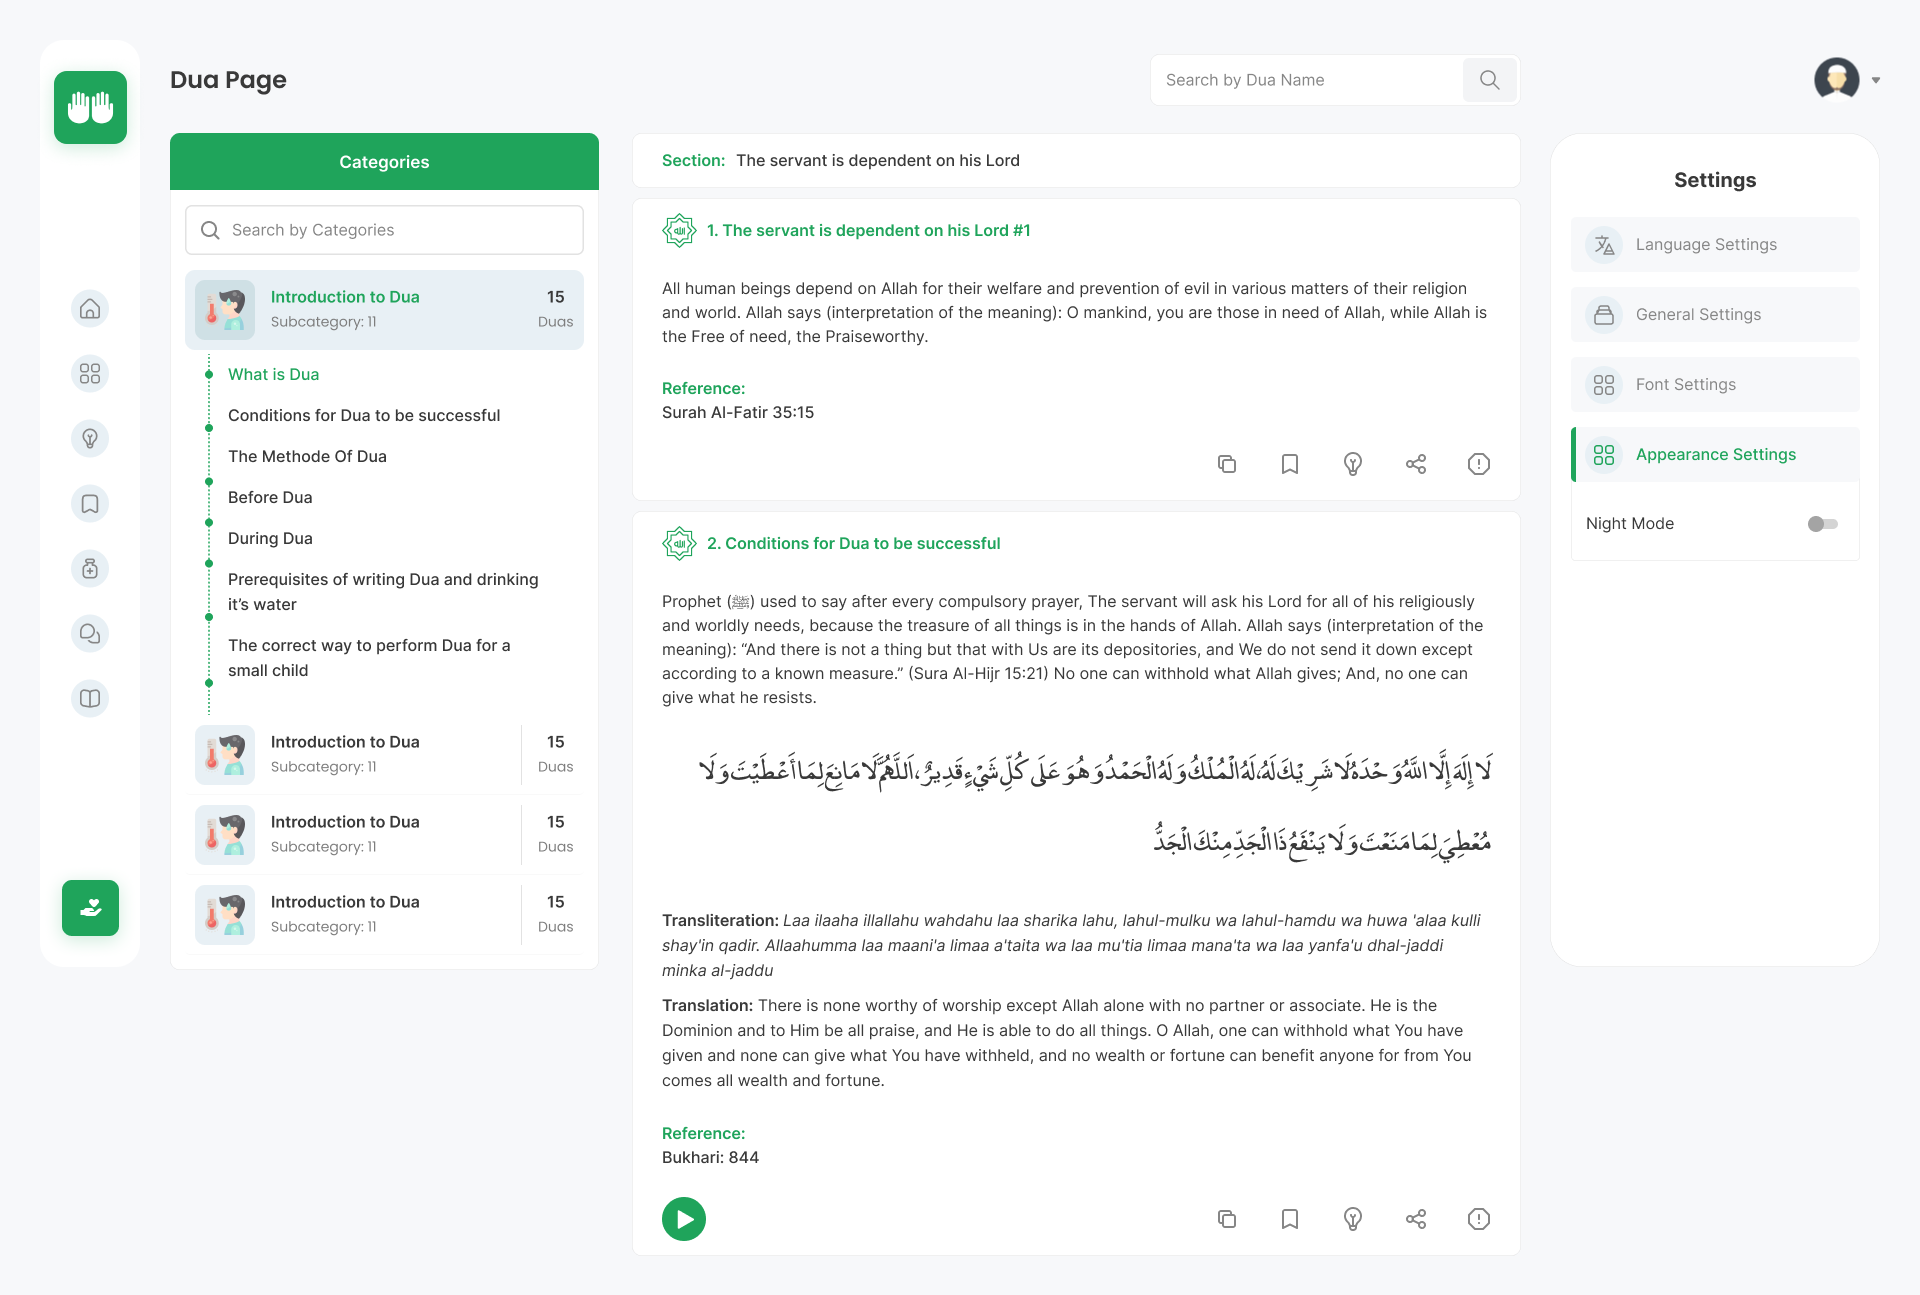 Dua Page
Search by Dua Name
Categories
Search by Categories
Introduction to Dua
Subcategory: 11
15
Duas
What is Dua
Conditions for Dua to be successful
The Methode Of Dua
Before Dua
During Dua
Prerequisites of writing Dua and drinking
it’s water
The correct way to perform Dua for a
small child
Introduction to Dua
Subcategory: 11
15
Duas
Introduction to Dua
Subcategory: 11
15
Duas
Introduction to Dua
Subcategory: 11
15
Duas
Section: The servant is dependent on his Lord
1. The servant is dependent on his Lord #1
All human beings depend on Allah for their welfare and prevention of evil in various matters of their religion
and world. Allah says (interpretation of the meaning): O mankind, you are those in need of Allah, while Allah is
the Free of need, the Praiseworthy.
Reference:
Surah Al-Fatir 35:15
2. Conditions for Dua to be successful
Prophet (ﷺ) used to say after every compulsory prayer, The servant will ask his Lord for all of his religiously
and worldly needs, because the treasure of all things is in the hands of Allah. Allah says (interpretation of the
meaning): “And there is not a thing but that with Us are its depositories, and We do not send it down except
according to a known measure.” (Sura Al-Hijr 15:21) No one can withhold what Allah gives; And, no one can
give what he resists.
لَا إِلَهَ إِلَّا اللَّهُ وَحْدَهُ لَا شَرِيْكَ لَهُ، لَهُ الْمُلْكُ وَلَهُ الْحَمْدُ وَهُوَ عَلَى كُلِّ شَيْءٍ قَدِيرٌ، اَللَّهُمَّ لَا مَانِعَ لِمَا أَعْطَيْتَ وَلَا
مُعْطِيَ لِمَا مَنَعْتَ وَلَا يَنْفَعُ ذَا الْجَدِّ مِنْكَ الْجَدُّ
Transliteration: Laa ilaaha illallahu wahdahu laa sharika lahu, lahul-mulku wa lahul-hamdu wa huwa 'alaa kulli
shay'in qadir. Allaahumma laa maani'a limaa a'taita wa laa mu'tia limaa mana'ta wa laa yanfa'u dhal-jaddi
minka al-jaddu
Translation: There is none worthy of worship except Allah alone with no partner or associate. He is the
Dominion and to Him be all praise, and He is able to do all things. O Allah, one can withhold what You have
given and none can give what You have withheld, and no wealth or fortune can benefit anyone for from You
comes all wealth and fortune.
Reference:
Bukhari: 844
Settings
Language Settings
General Settings
Font Settings
Appearance Settings
Night Mode